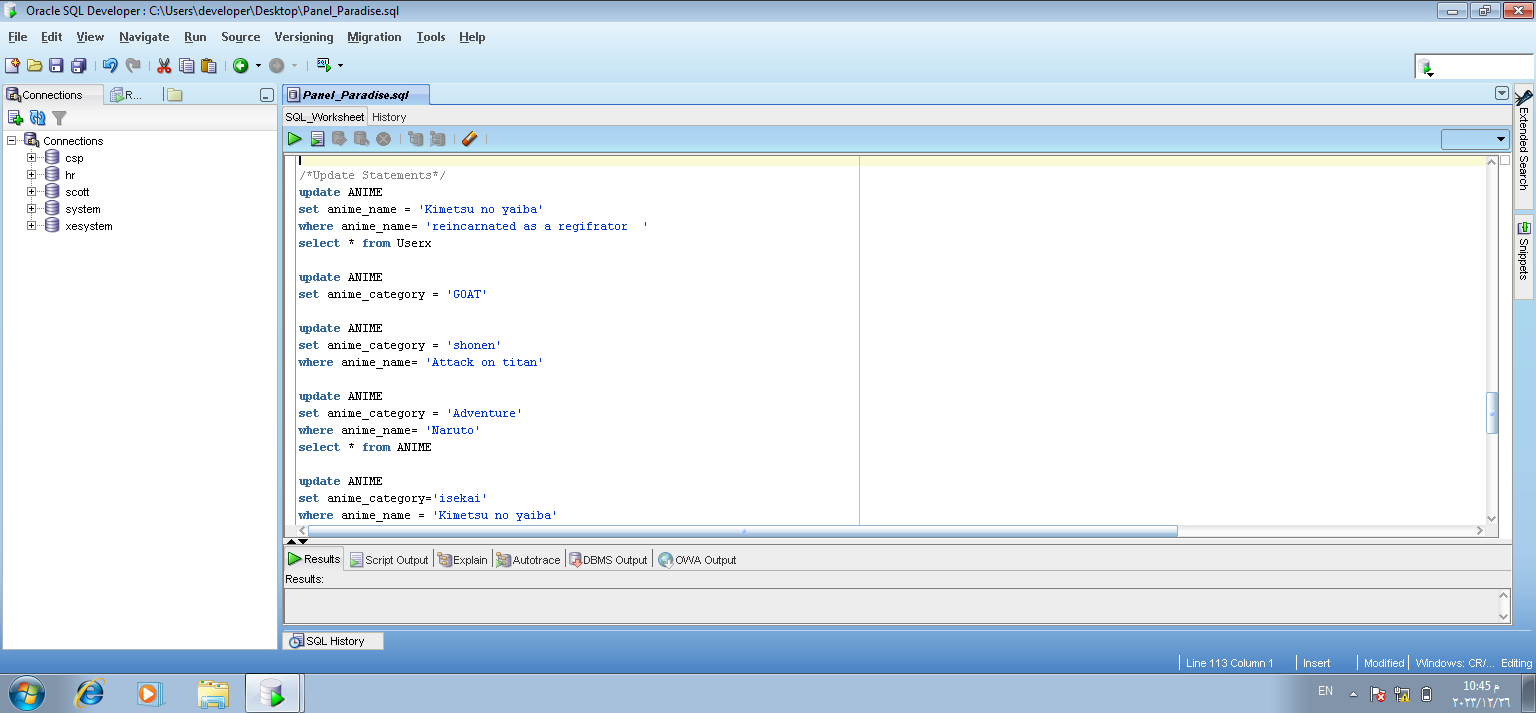 Oracle SQL Developer : C:\Users\developer\Desktop\Panel_Paradise.sql
File Edit View Navigate Run Source Versioning Migration Tools Help
Connections R...
Panel_Paradise.sql
SQL_Worksheet History
Connections
csp
hr
scott
system
xesystem
/*Update Statements*/
update ANIME
set anime_name = 'Kimetsu no yaiba'
where anime_name= 'reincarnated as a regifrator  '
select * from Userx
update ANIME
set anime_category = 'GOAT'
update ANIME
set anime_category = 'shonen'
where anime_name= 'Attack on titan'
update ANIME
set anime_category = 'Adventure'
where anime_name= 'Naruto'
select * from ANIME
update ANIME
set anime_category='isekai'
where anime_name = 'Kimetsu no yaiba'
Extended Search
Snippets
Results Script Output Explain Autotrace DBMS Output OWA Output
Results:
SQL History
Line 113 Column 1 Insert Modified Windows: CR/... Editing
EN
10:45 م
٢٠٢٣/١٢/٢٦